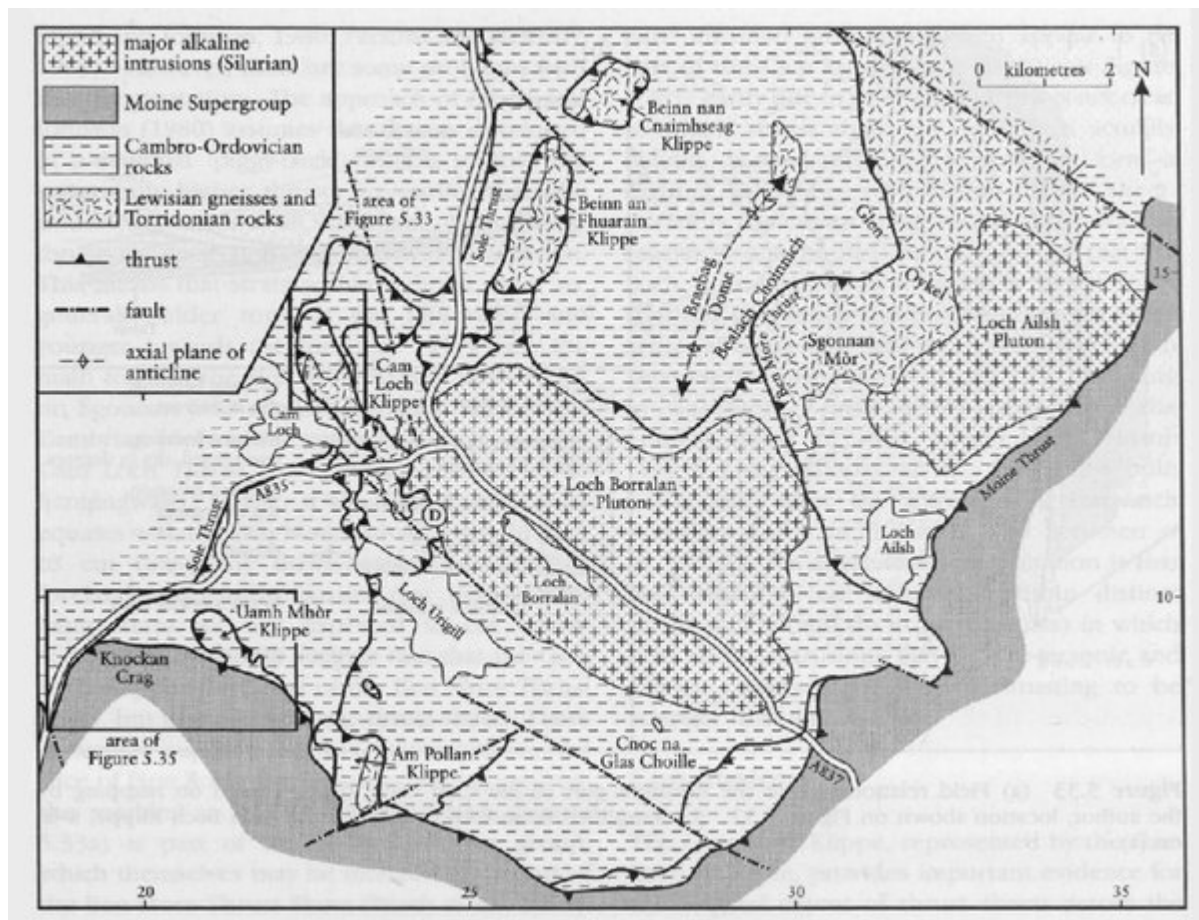 major alkaline
intrusions (Silurian)
Moine Supergroup
Cambro-Ordovician
rocks
Lewisian gneisses and
Torridonian rocks
thrust
fault
axial plane of
anticline
0 kilometres 2
N
Beinn nan
Cnaimhseag
Klippe
area of
Figure 5.33
Sole Thrust
Beinn an
Fhuarain
Klippe
Braebag
Dome
Bealach Choinnich
Glen
Oykel
15
Loch Ailsh
Pluton
Sgonnan
Mòr
Cam
Loch
Klippe
Cam
Loch
A835
Sole Thrust
D
Loch Borralan
Pluton
Moine Thrust
Loch
Ailsh
Loch
Borralan
Loch Urigill
10
Uamh Mhòr
Klippe
Knockan
Crag
area of
Figure 5.35
Am Pollan
Klippe
Cnoc na
Glas Choille
A837
20
25
30
35